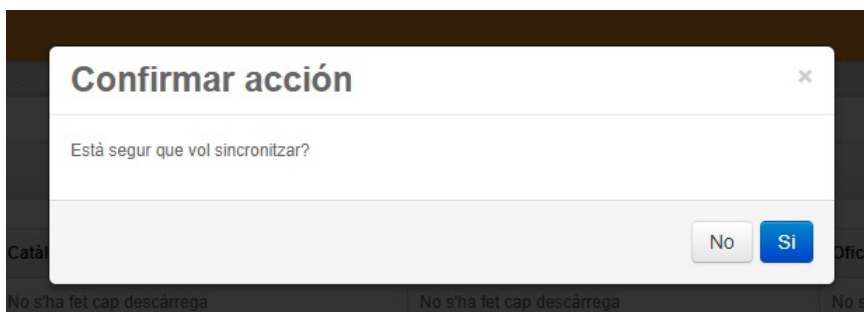 Confirmar acción
×
Està segur que vol sincronitzar?
No Si
No s'ha fet cap descàrrega No s'ha fet cap descàrrega No s